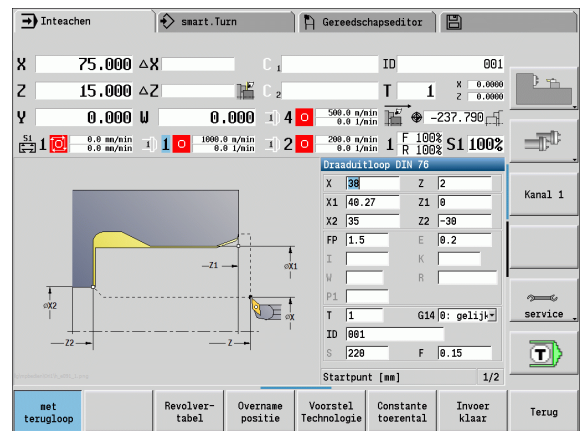 Inteachen smart.Turn Gereedschapseditor
X 75.000 △X C 1 ID 001
Z 15.000 △Z C 2 T 1 X 0.0000 Z 0.0000
Y 0.000 U 0.000 4 500.0 m/min 0.0 1/min -237.790
S1 1 0.0 mm/min 0.0 mm/min 1 1000.0 m/min 0.0 1/min 2 200.0 m/min 0.0 1/min 1 F 100% R 100% S1 100%
Draaduitloop DIN 76
X 38 Z 2
X1 40.27 Z1 0
X2 35 Z2 -30
FP 1.5 E 0.2
I K
W R
P1
T 1 G14 0: gelijk
ID 001
S 220 F 0.15
Startpunt [mm] 1/2
Z1
⌀X1
⌀X2
⌀X
Z2
Z
Kanal 1
service
T
met terugloop
Revolver-tabel
Overname positie
Voorstel Technologie
Constante toerental
Invoer klaar
Terug